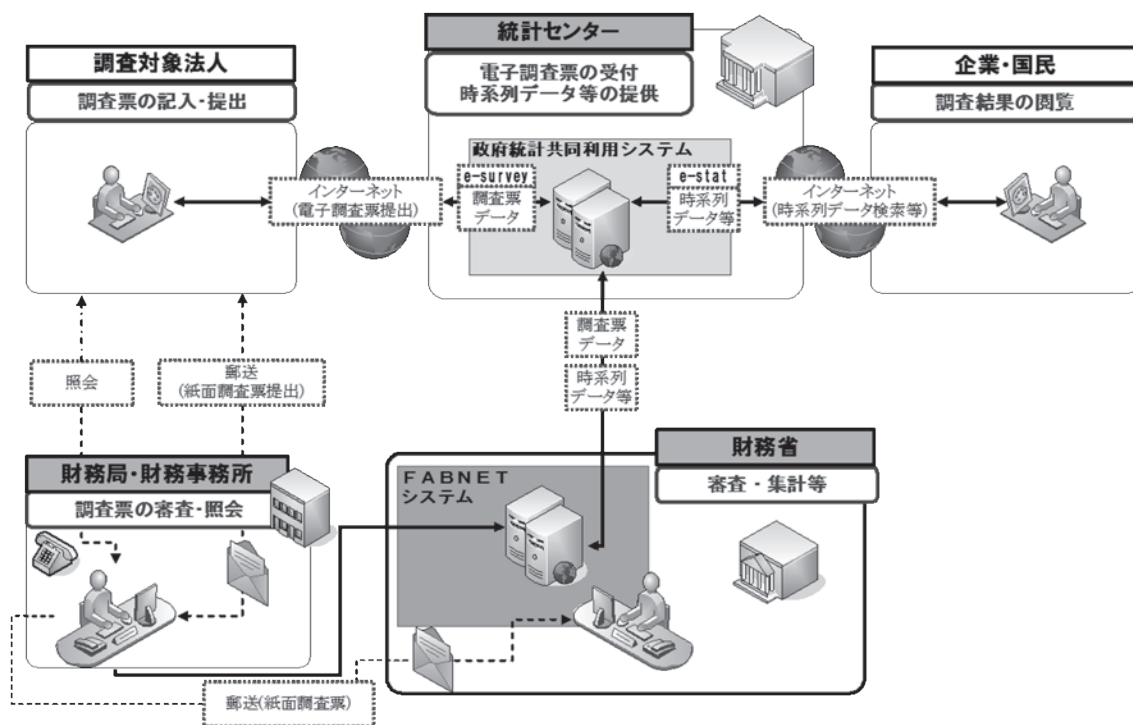 統計センター
電子調査票の受付
時系列データ等の提供
調査対象法人
調査票の記入･提出
企業･国民
調査結果の閲覧
政府統計共同利用システム
e-survey
調査票
データ
e-stat
時系列
データ等
インターネット
(電子調査票提出)
インターネット
(時系列データ検索等)
調査票
データ
時系列
データ等
照会
郵送
(紙面調査票提出)
財務局･財務事務所
調査票の審査･照会
FABNET
システム
財務省
審査・集計等
郵送(紙面調査票)